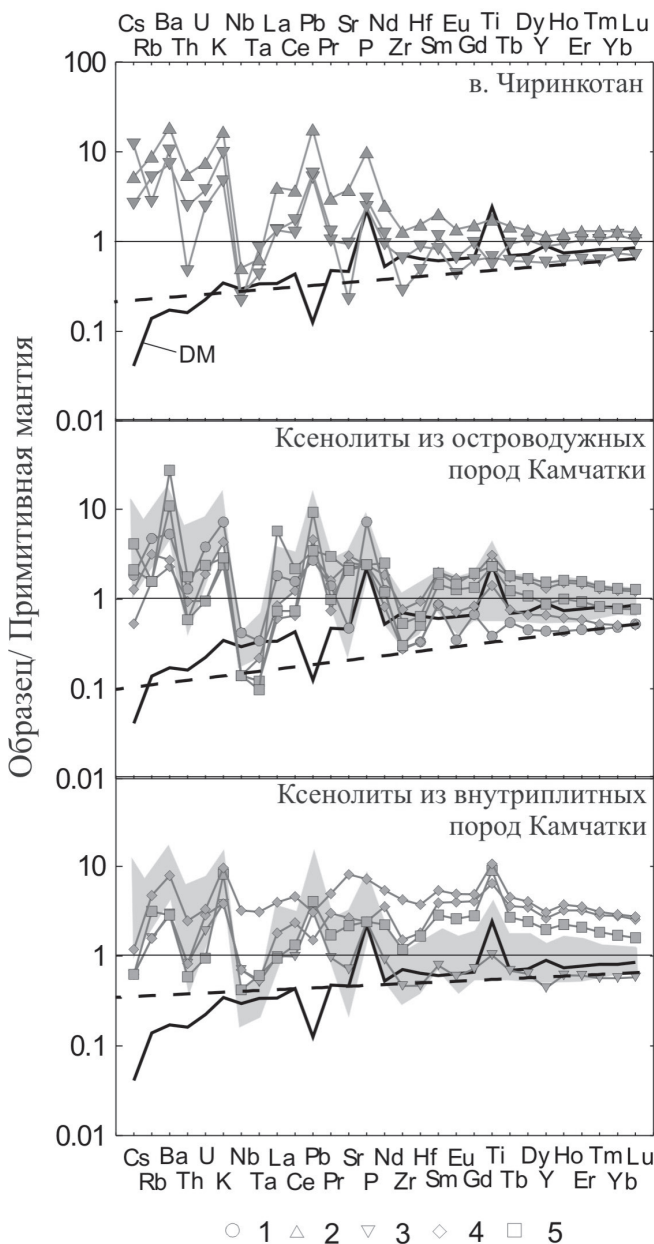 Cs Ba U Nb La Pb Sr Nd Hf Eu Ti Dy Ho Tm Lu
Rb Th K Ta Ce Pr P Zr Sm Gd Tb Y Er Yb
100
в. Чиринкотан
10
1
0.1
DM
0.01
Ксенолиты из островодужных
пород Камчатки
10
1
0.1
0.01
Ксенолиты из внутриплитных
пород Камчатки
10
1
0.1
0.01
Образец/ Примитивная мантия
Cs Ba U Nb La Pb Sr Nd Hf Eu Ti Dy Ho Tm Lu
Rb Th K Ta Ce Pr P Zr Sm Gd Tb Y Er Yb
1 2 3 4 5